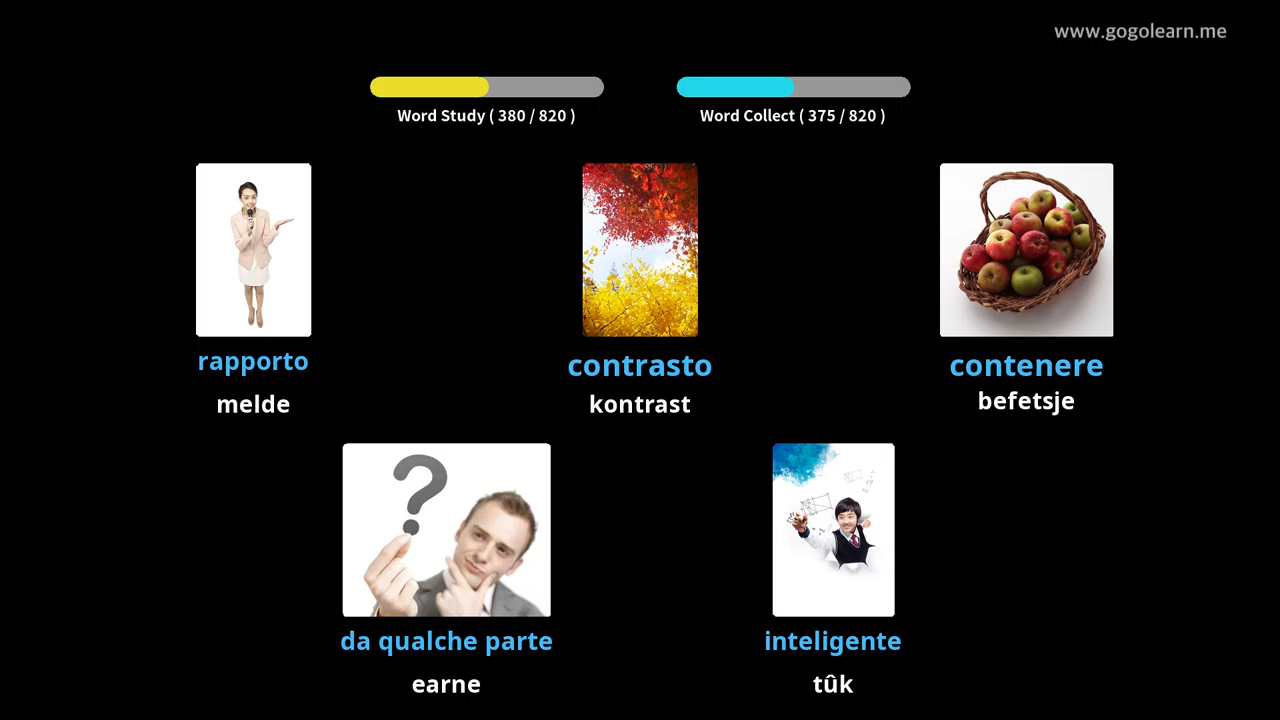 www.gogolearn.me
Word Study ( 380 / 820 )
Word Collect ( 375 / 820 )
rapporto
melde
contrasto
kontrast
contenere
befetsje
da qualche parte
earne
inteligente
tûk